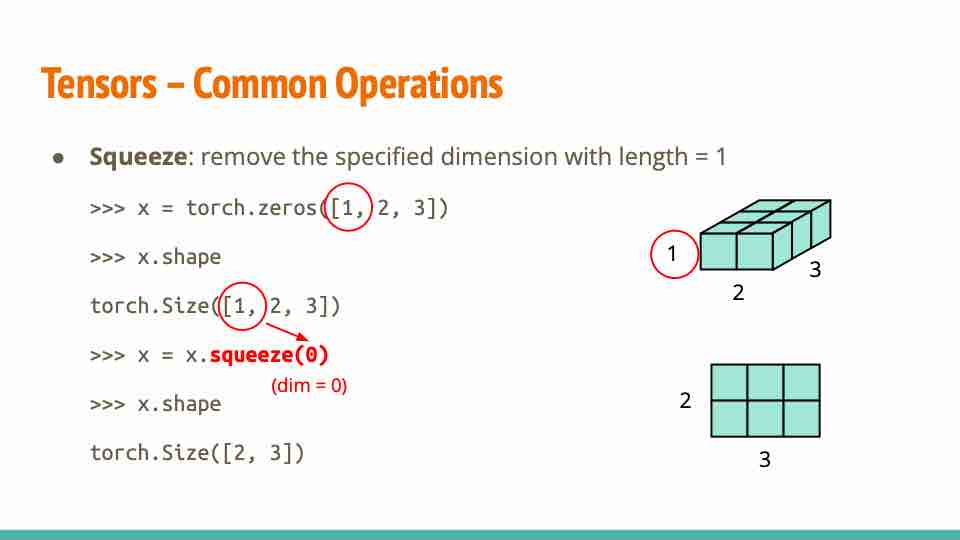 Tensors – Common Operations
● Squeeze: remove the specified dimension with length = 1
>>> x = torch.zeros([1, 2, 3])
>>> x.shape
torch.Size([1, 2, 3])
>>> x = x.squeeze(0)
(dim = 0)
>>> x.shape
torch.Size([2, 3])
1
2
3
2
3